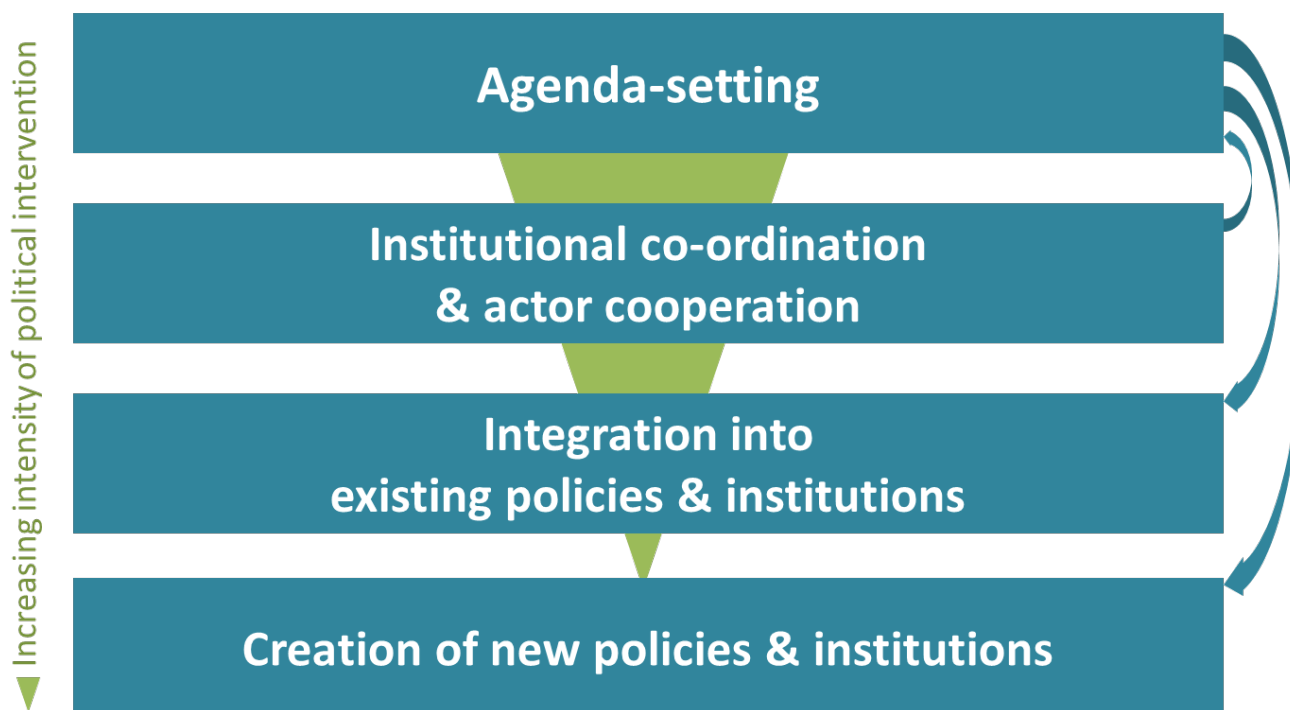 Increasing intensity of political intervention
Agenda-setting
Institutional co-ordination
& actor cooperation
Integration into
existing policies & institutions
Creation of new policies & institutions